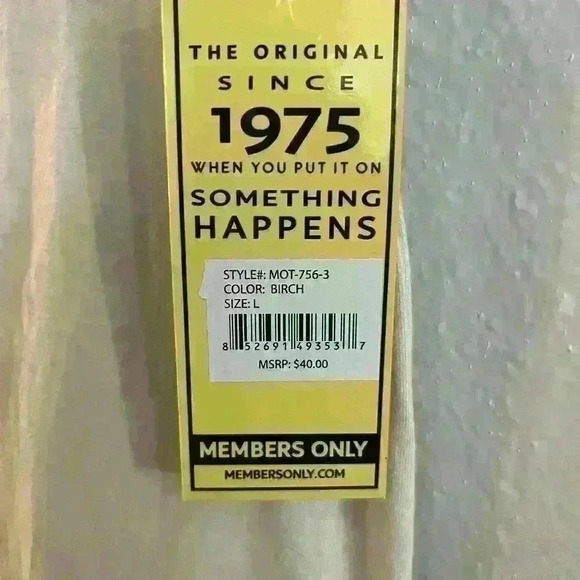 THE ORIGINAL
SINCE
1975
WHEN YOU PUT IT ON
SOMETHING
HAPPENS
STYLE#: MOT-756-3
COLOR: BIRCH
SIZE: L
8 52691 49353 7
MSRP: $40.00
MEMBERS ONLY
MEMBERSONLY.COM